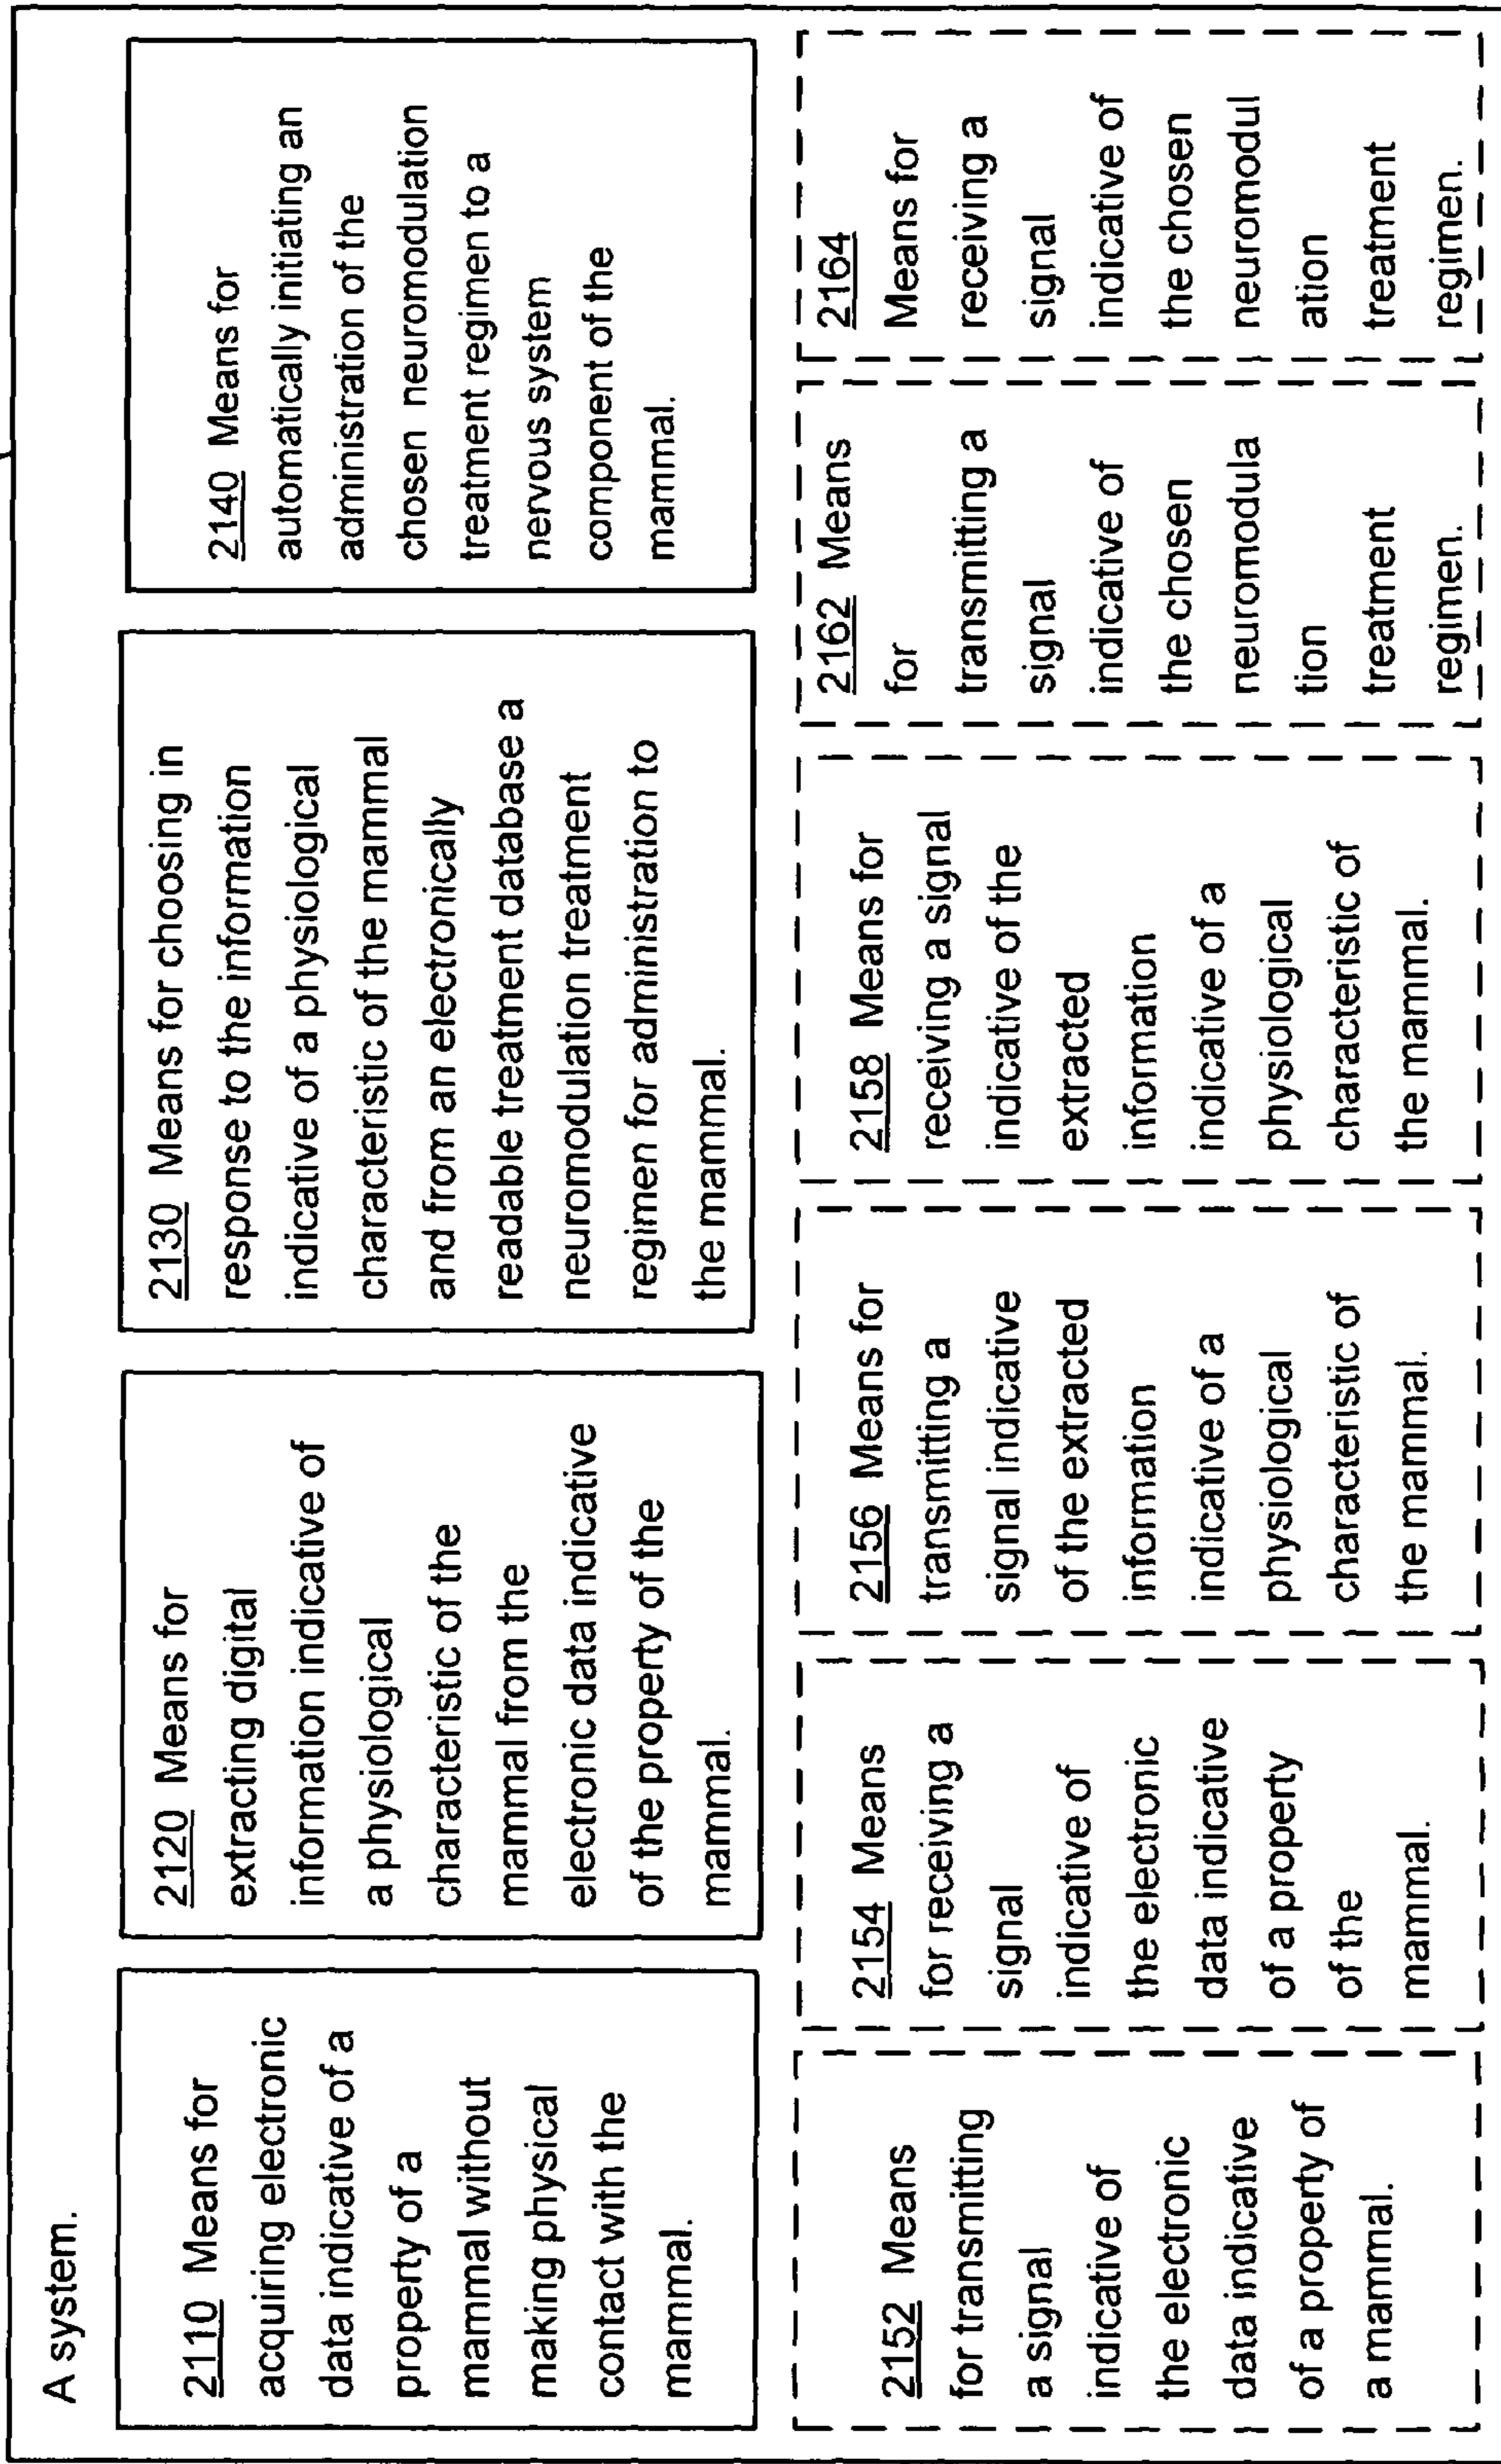 A system.
2110 Means for
acquiring electronic
data indicative of a
property of a
mammal without
making physical
contact with the
mammal.
2120 Means for
extracting digital
information indicative of
a physiological
characteristic of the
mammal from the
electronic data indicative
of the property of the
mammal.
2130 Means for choosing in
response to the information
indicative of a physiological
characteristic of the mammal
and from an electronically
readable treatment database a
neuromodulation treatment
regimen for administration to
the mammal.
2140 Means for
automatically initiating an
administration of the
chosen neuromodulation
treatment regimen to a
nervous system
component of the
mammal.
2152 Means
for transmitting
a signal
indicative of
the electronic
data indicative
of a property of
a mammal.
2154 Means
for receiving a
signal
indicative of
the electronic
data indicative
of a property
of the
mammal.
2156 Means for
transmitting a
signal indicative
of the extracted
information
indicative of a
physiological
characteristic of
the mammal.
2158 Means for
receiving a signal
indicative of the
extracted
information
indicative of a
physiological
characteristic of
the mammal.
2162 Means
for
transmitting a
signal
indicative of
the chosen
neuromodula
tion
treatment
regimen.
2164
Means for
receiving a
signal
indicative of
the chosen
neuromodul
ation
treatment
regimen.